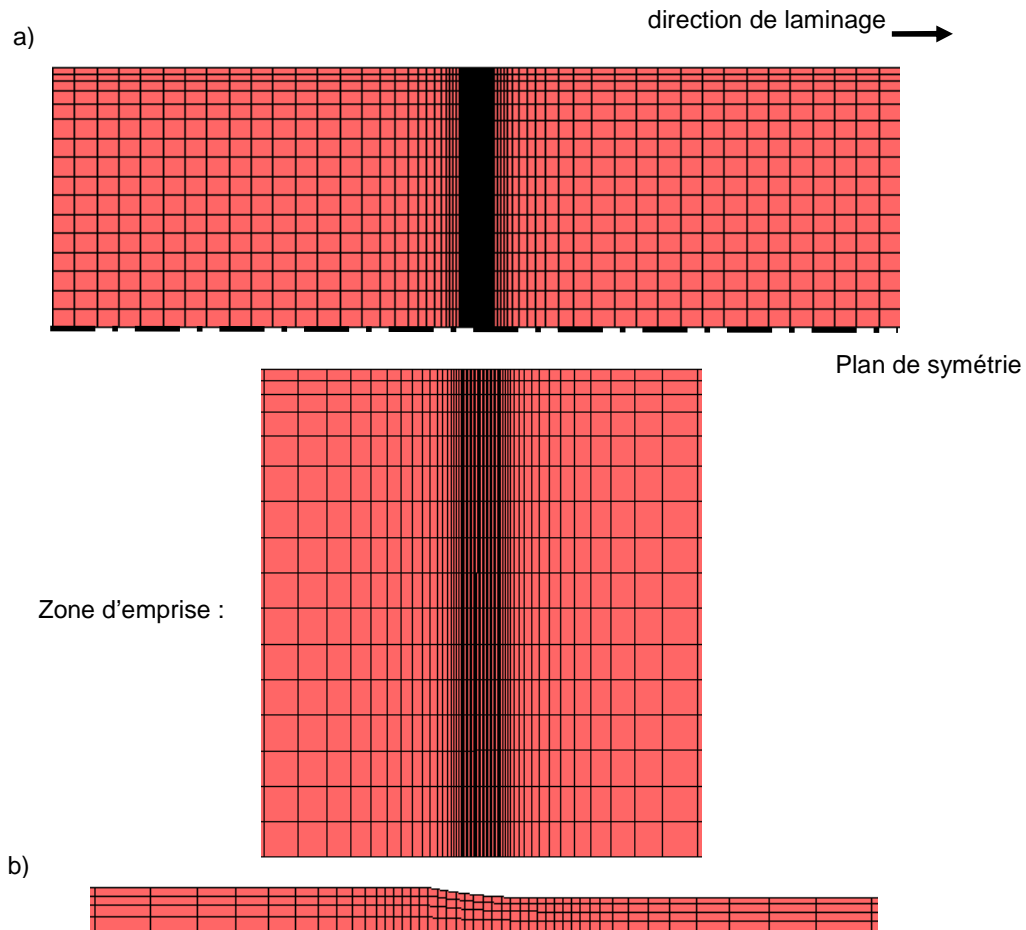 direction de laminage
a)
Plan de symétrie
Zone d'emprise :
b)